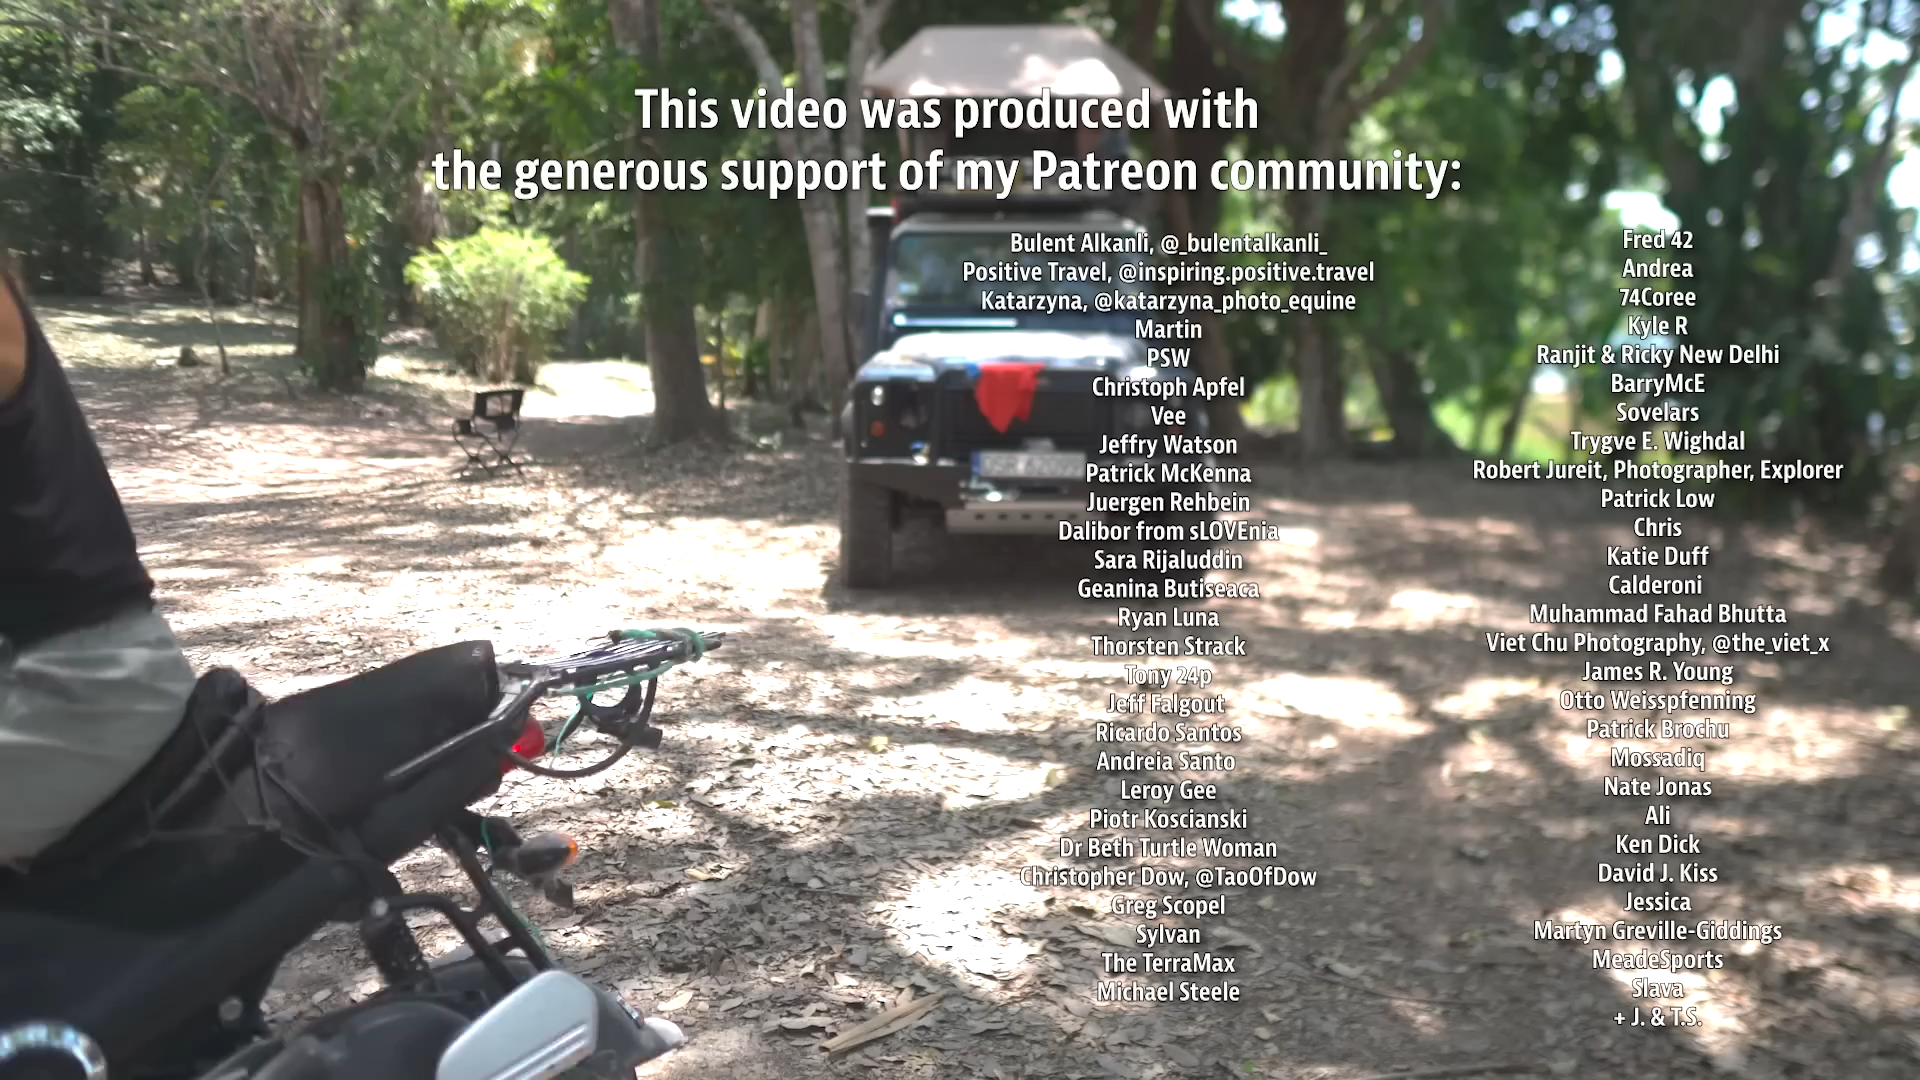 This video was produced with
the generous support of my Patreon community:
Bulent Alkanli, @_bulentalkanli_
Positive Travel, @inspiring.positive.travel
Katarzyna, @katarzyna_photo_equine
Martin
PSW
Christoph Apfel
Vee
Jeffry Watson
Patrick McKenna
Juergen Rehbein
Dalibor from sLOVEnia
Sara Rijaluddin
Geanina Butiseaca
Ryan Luna
Thorsten Strack
Tony 24p
Jeff Falgout
Ricardo Santos
Andreia Santo
Leroy Gee
Piotr Koscianski
Dr Beth Turtle Woman
Christopher Dow, @TaoOfDow
Greg Scopel
Sylvan
The TerraMax
Michael Steele
Fred 42
Andrea
74Coree
Kyle R
Ranjit & Ricky New Delhi
BarryMcE
Sovelars
Trygve E. Wighdal
Robert Jureit, Photographer, Explorer
Patrick Low
Chris
Katie Duff
Calderoni
Muhammad Fahad Bhutta
Viet Chu Photography, @the_viet_x
James R. Young
Otto Weisspfenning
Patrick Brochu
Mossadiq
Nate Jonas
Ali
Ken Dick
David J. Kiss
Jessica
Martyn Greville-Giddings
MeadeSports
Slava
+ J. & T.S.